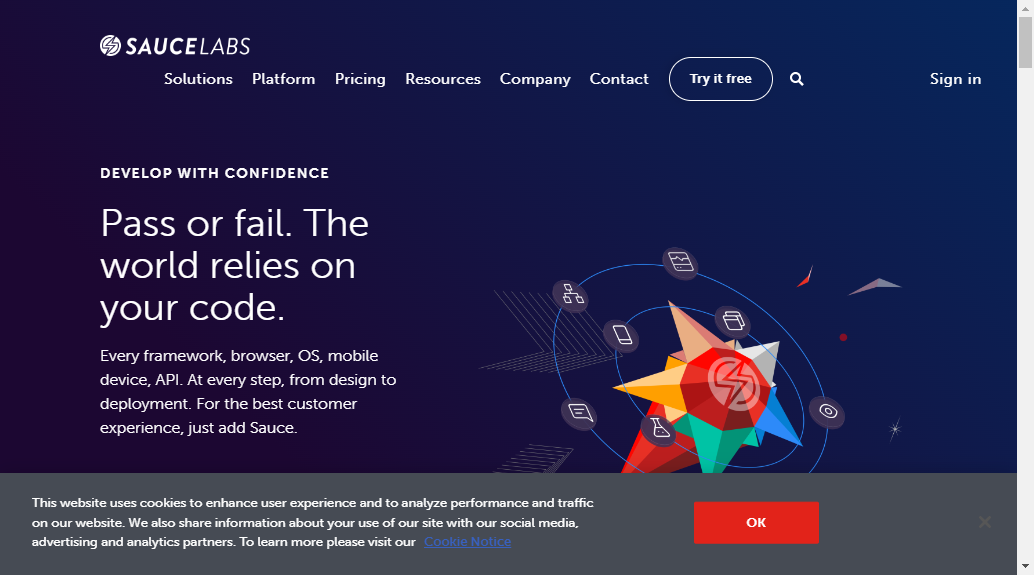 SAUCELABS
Solutions Platform Pricing Resources Company Contact Try it free Sign in
DEVELOP WITH CONFIDENCE
Pass or fail. The
world relies on
your code.
Every framework, browser, OS, mobile
device, API. At every step, from design to
deployment. For the best customer
experience, just add Sauce.
This website uses cookies to enhance user experience and to analyze performance and traffic
on our website. We also share information about your use of our site with our social media,
advertising and analytics partners. To learn more please visit our Cookie Notice
OK